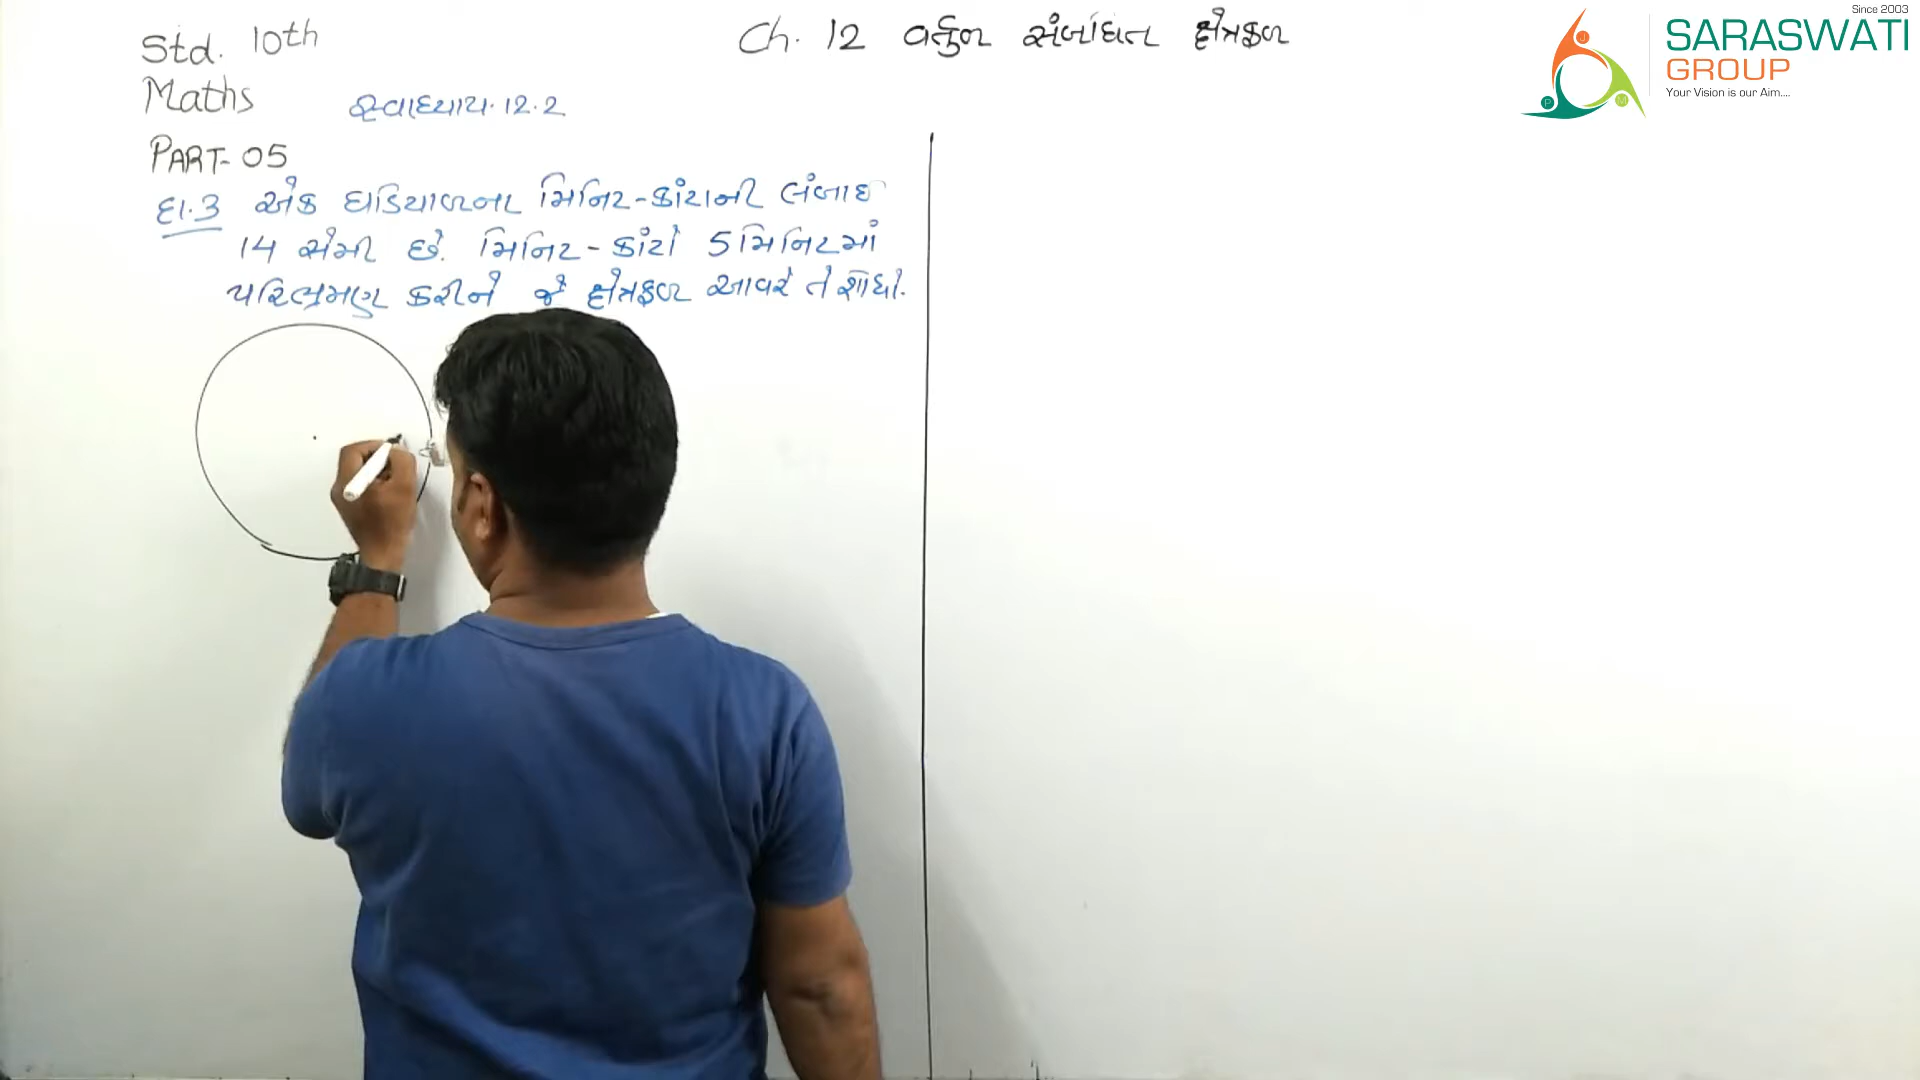 Std. 10th
Maths
PART- 05
Ch. 12 વર્તુળ સંબંધિત ક્ષેત્રફળ
સ્વાધ્યાય. 12.2
દા.3 એક ઘડિયાળના મિનિટ-કાંટાની લંબાઈ
14 સેમી છે. મિનિટ-કાંટો 5 મિનિટમાં
પરિભ્રમણ કરીને જે ક્ષેત્રફળ આવરે તે શોધો.
Since 2003
SARASWATI
GROUP
Your Vision is our Aim....
J
P
M